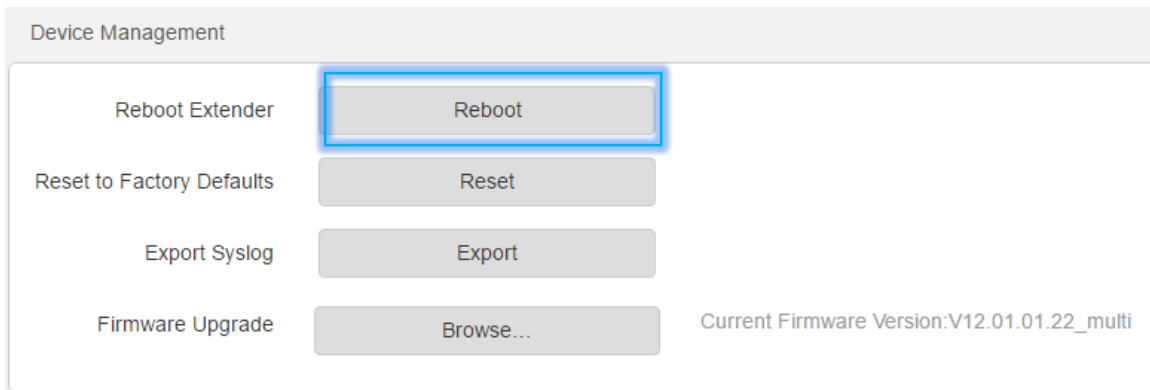 Device Management
Reboot Extender Reboot
Reset to Factory Defaults Reset
Export Syslog Export
Firmware Upgrade Browse... Current Firmware Version:V12.01.01.22_multi